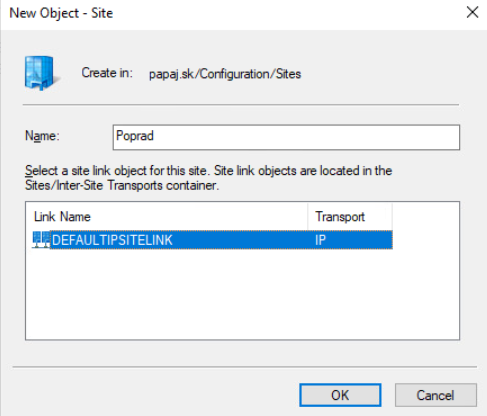 New Object - Site
Create in: papaj.sk/Configuration/Sites
Name: Poprad
Select a site link object for this site. Site link objects are located in the
Sites/Inter-Site Transports container.
Link Name Transport
DEFAULTIPSITELINK IP
OK Cancel